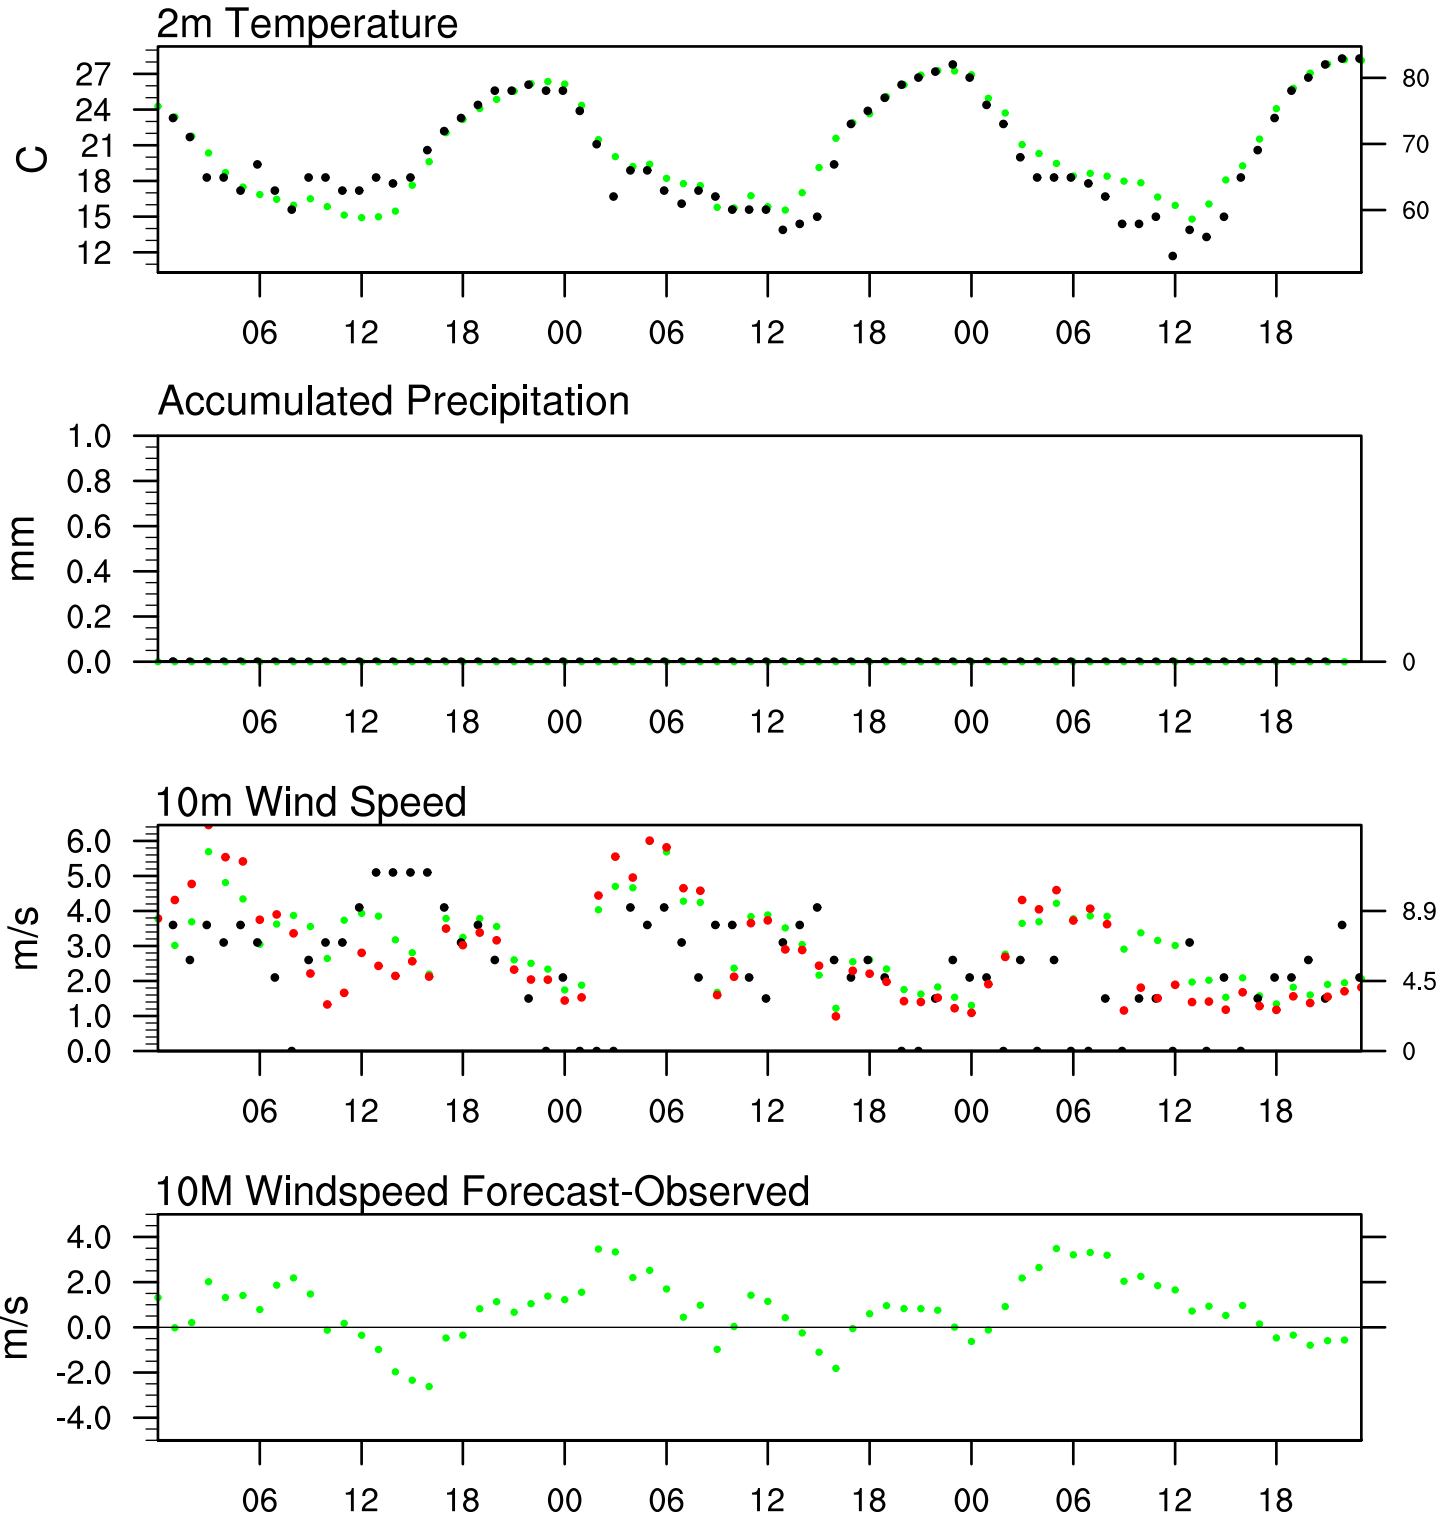 2m Temperature
27
24
21
18
15
12
C
80
70
60
06 12 18 00 06 12 18 00 06 12 18
Accumulated Precipitation
1.0
0.8
0.6
0.4
0.2
0.0
mm
0
06 12 18 00 06 12 18 00 06 12 18
10m Wind Speed
6.0
5.0
4.0
3.0
2.0
1.0
0.0
m/s
8.9
4.5
0
06 12 18 00 06 12 18 00 06 12 18
10M Windspeed Forecast-Observed
4.0
2.0
0.0
-2.0
-4.0
m/s
06 12 18 00 06 12 18 00 06 12 18